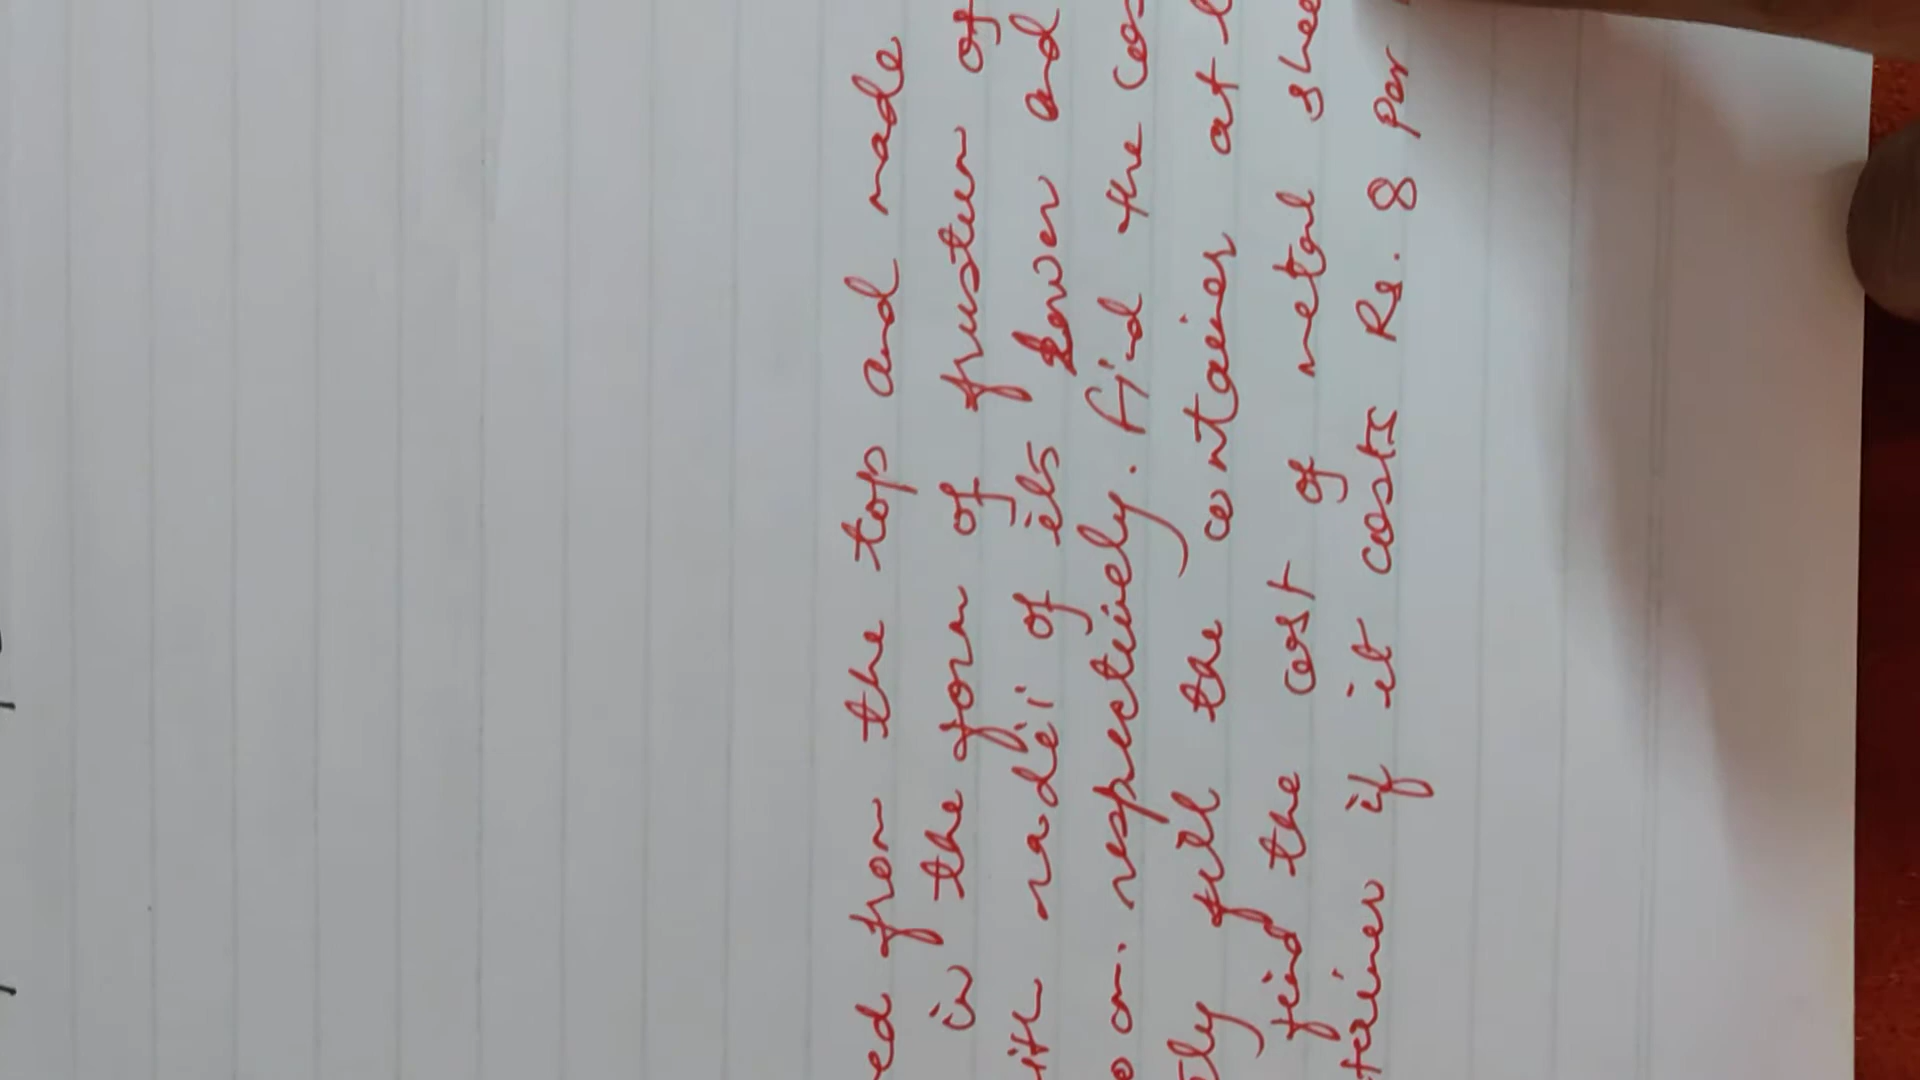 ed from the top and made
in the form of frustum of
ith radii of its lower and
o cm. respectively. find the cos
tly fill the container at
find the cost of metal shee
tainer if it costs Rs. 8 per